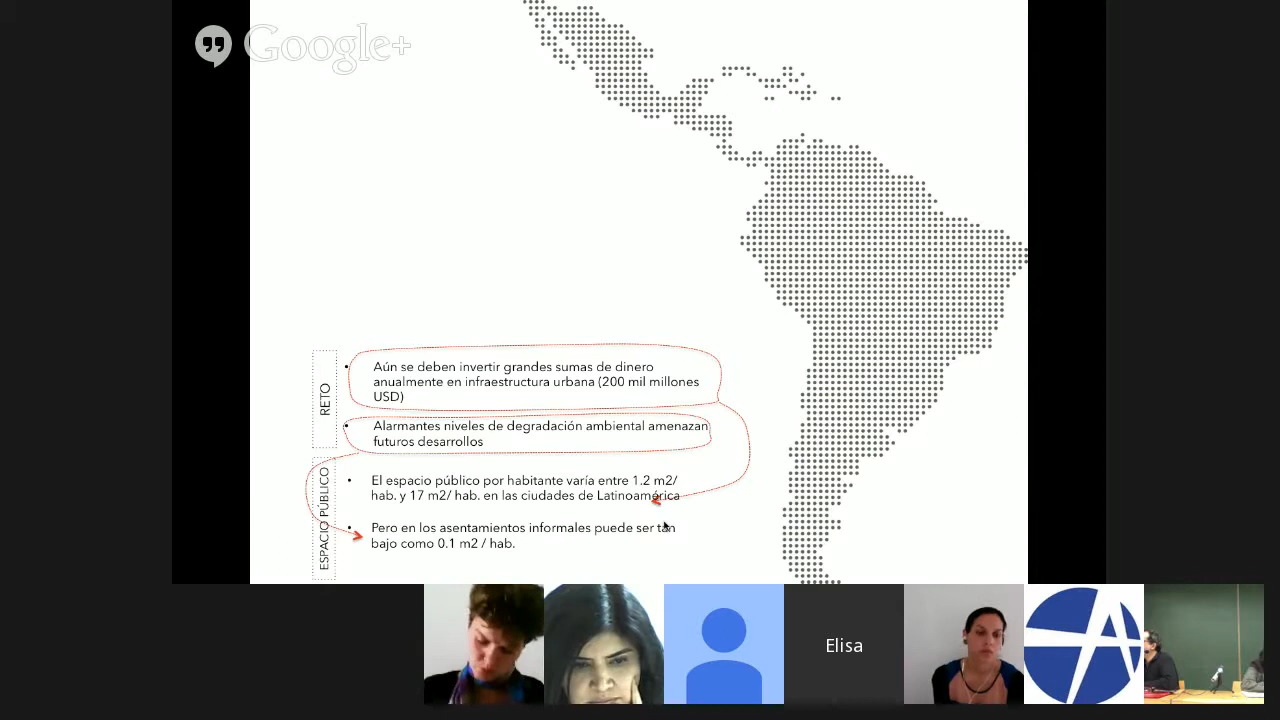 Google+
RETO
• Aún se deben invertir grandes sumas de dinero
anualmente en infraestructura urbana (200 mil millones
USD)
• Alarmantes niveles de degradación ambiental amenazan
futuros desarrollos
ESPACIO PÚBLICO
• El espacio público por habitante varía entre 1.2 m2/
hab. y 17 m2/ hab. en las ciudades de Latinoamérica
• Pero en los asentamientos informales puede ser tan
bajo como 0.1 m2 / hab.
Elisa